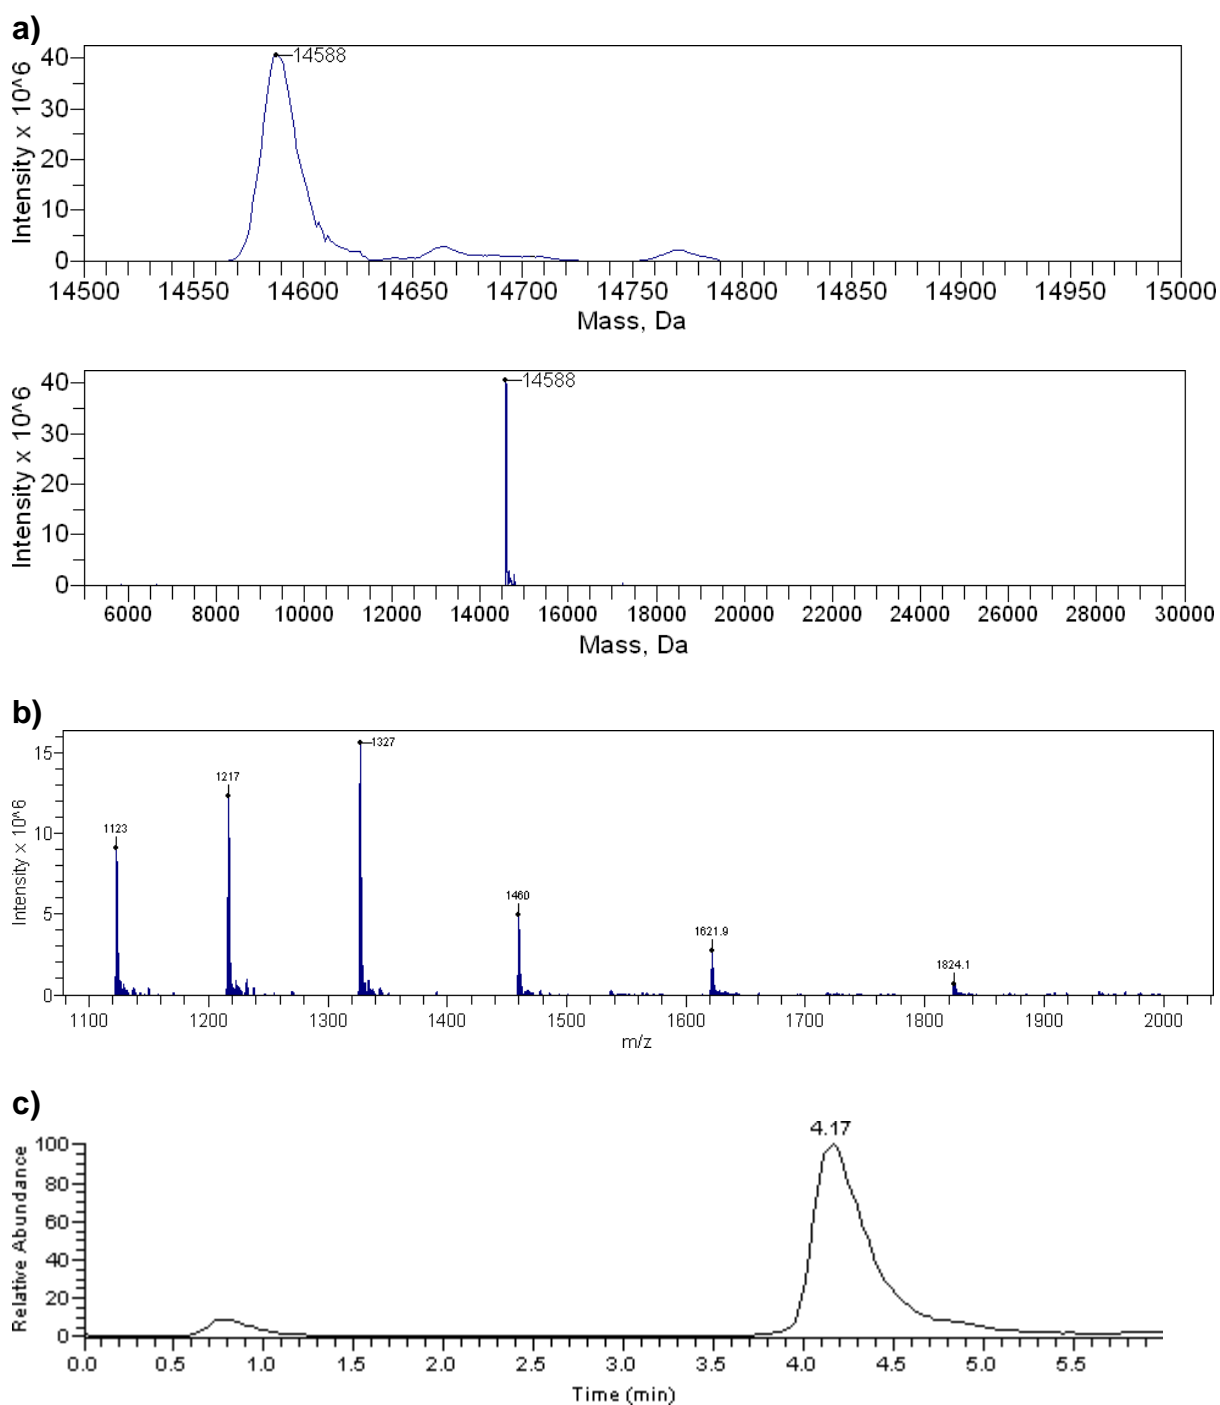 a)
Intensity x 10^6
40
30
20
10
0
14588
14500 14550 14600 14650 14700 14750 14800 14850 14900 14950 15000
Mass, Da
Intensity x 10^6
40
30
20
10
0
14588
6000 8000 10000 12000 14000 16000 18000 20000 22000 24000 26000 28000 30000
Mass, Da
b)
Intensity x 10^6
15
10
5
0
1123
1217
1327
1460
1621.9
1824.1
1100 1200 1300 1400 1500 1600 1700 1800 1900 2000
m/z
c)
4.17
Relative Abundance
100
80
60
40
20
0
0.0 0.5 1.0 1.5 2.0 2.5 3.0 3.5 4.0 4.5 5.0 5.5
Time (min)